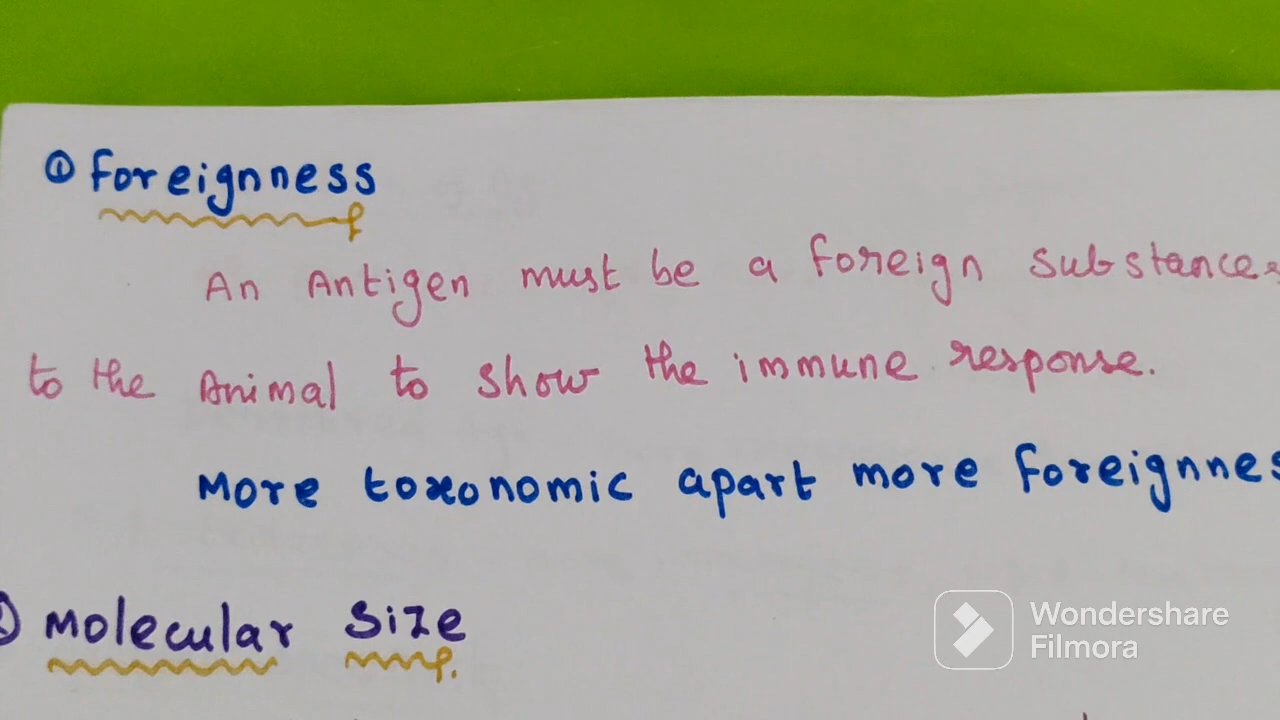 ① Foreignness
An Antigen must be a foreign substance
to the Animal to show the immune response.
More toxonomic apart more foreignnes
Molecular Size
Wondershare
Filmora